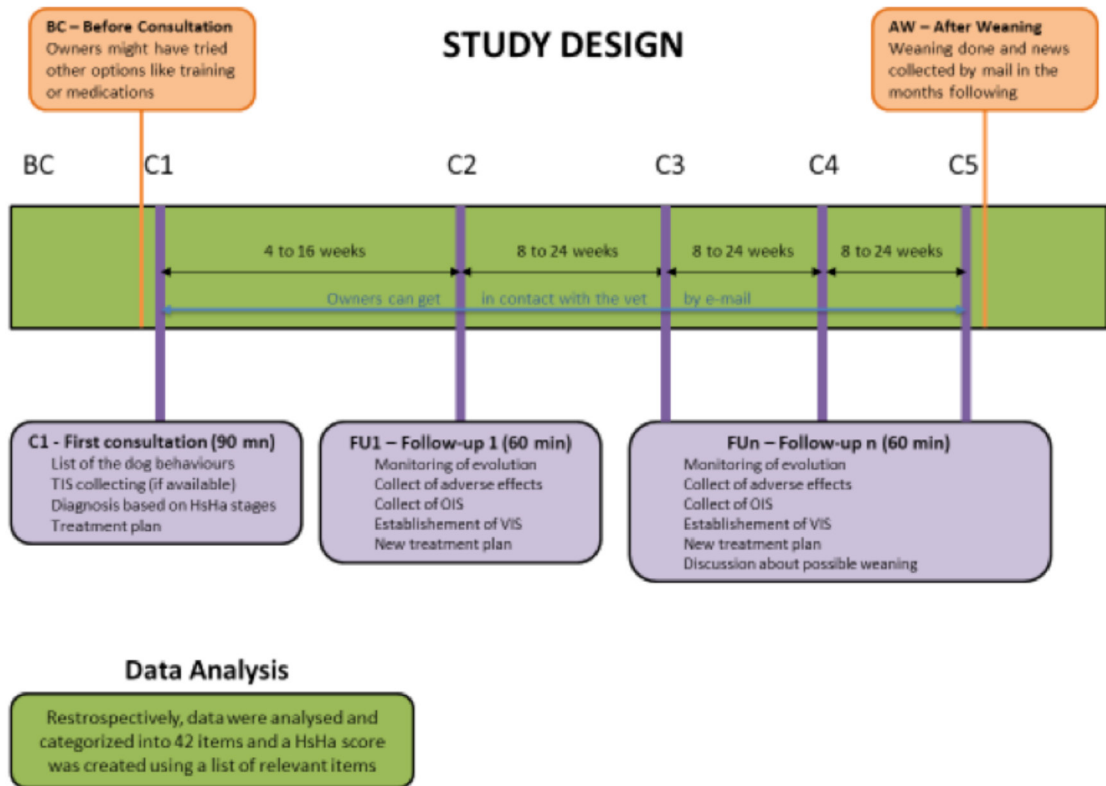 BC – Before Consultation
Owners might have tried
other options like training
or medications
STUDY DESIGN
AW – After Weaning
Weaning done and news
collected by mail in the
months following
BC
C1
C2
C3
C4
C5
4 to 16 weeks
8 to 24 weeks
8 to 24 weeks
8 to 24 weeks
Owners can get in contact with the vet by e-mail
C1 - First consultation (90 mn)
List of the dog behaviours
TIS collecting (if available)
Diagnosis based on HsHa stages
Treatment plan
FU1 – Follow-up 1 (60 min)
Monitoring of evolution
Collect of adverse effects
Collect of OIS
Establishement of VIS
New treatment plan
FUn – Follow-up n (60 min)
Monitoring of evolution
Collect of adverse effects
Collect of OIS
Establishement of VIS
New treatment plan
Discussion about possible weaning
Data Analysis
Restrospectively, data were analysed and
categorized into 42 items and a HsHa score
was created using a list of relevant items